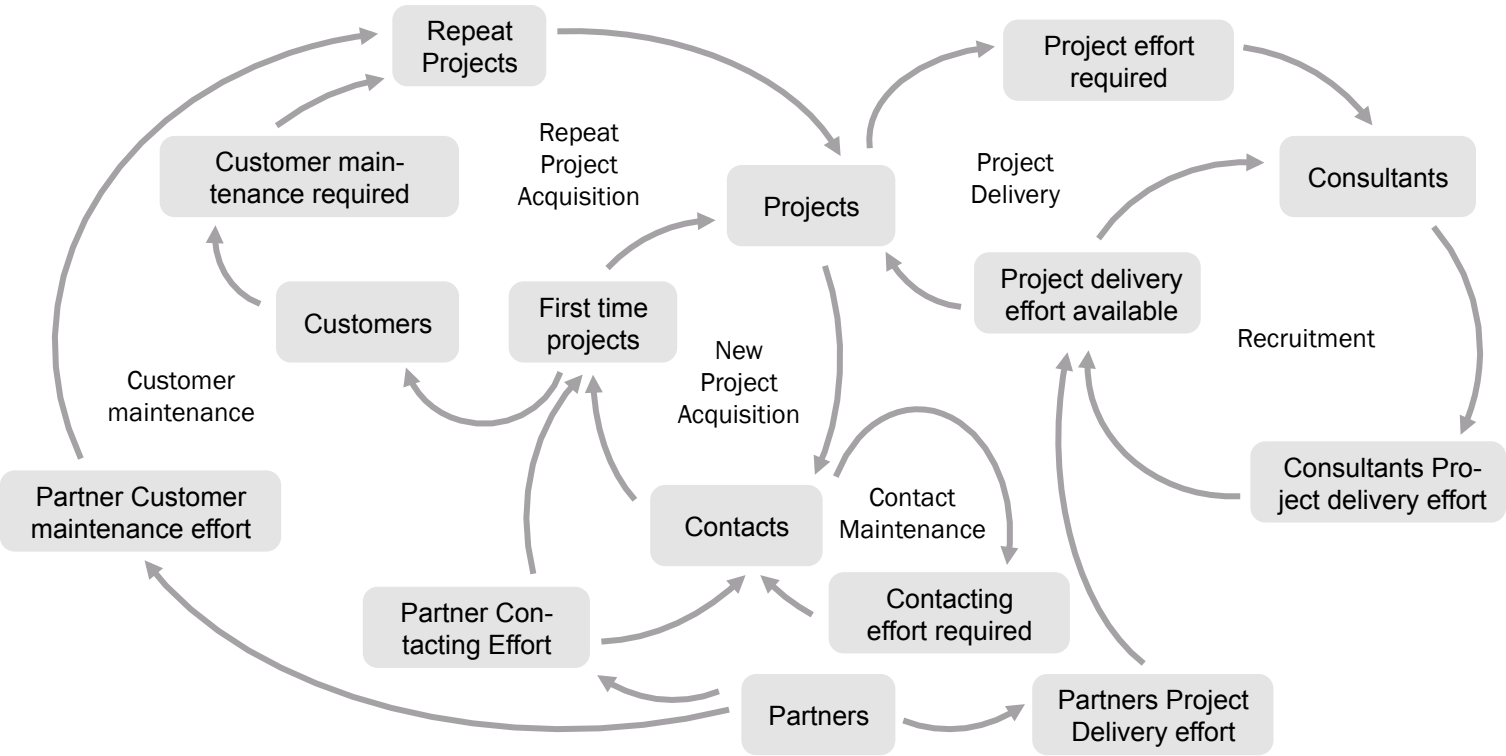 Repeat
Projects
Project effort
required
Customer main-
tenance required
Repeat
Project
Acquisition
Projects
Project
Delivery
Consultants
Customers
First time
projects
Project delivery
effort available
Recruitment
New
Project
Acquisition
Customer
maintenance
Partner Customer
maintenance effort
Contacts
Contact
Maintenance
Consultants Pro-
ject delivery effort
Partner Con-
tacting Effort
Contacting
effort required
Partners
Partners Project
Delivery effort